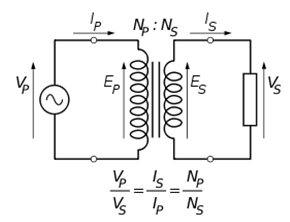 I_P N_P : N_S I_S
V_P E_P E_S V_S
V_P/V_S = I_S/I_P = N_P/N_S